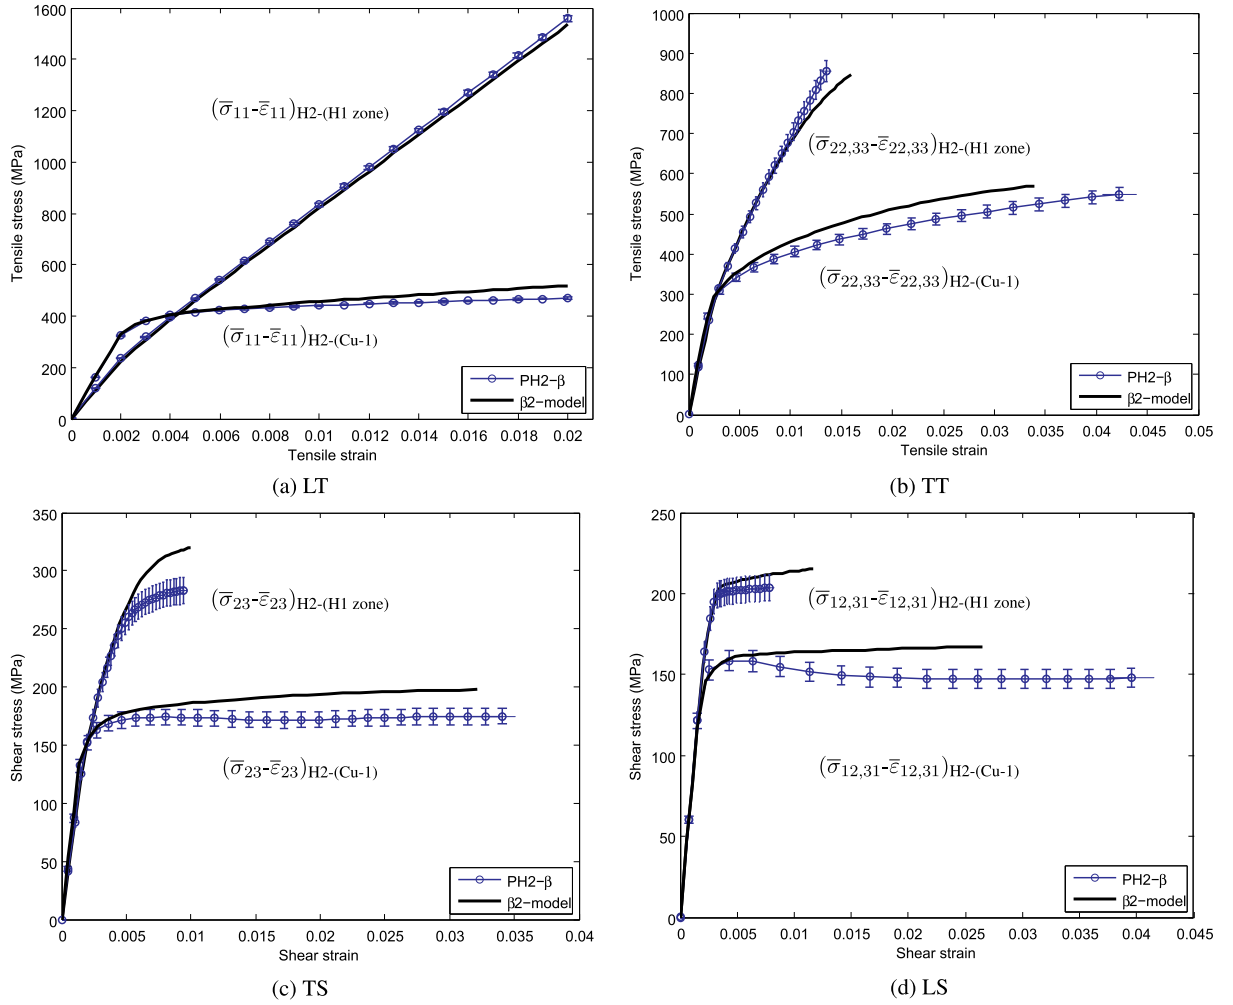 1600
1400
1200
1000
800
600
400
200
0
Tensile stress (MPa)
(σ̅11-ε̅11)H2-(H1 zone)
(σ̅11-ε̅11)H2-(Cu-1)
PH2−β
β2−model
0 0.002 0.004 0.006 0.008 0.01 0.012 0.014 0.016 0.018 0.02
Tensile strain
(a) LT
1000
900
800
700
600
500
400
300
200
100
0
Tensile stress (MPa)
(σ̅22,33-ε̅22,33)H2-(H1 zone)
(σ̅22,33-ε̅22,33)H2-(Cu-1)
PH2−β
β2−model
0 0.005 0.01 0.015 0.02 0.025 0.03 0.035 0.04 0.045 0.05
Tensile strain
(b) TT
350
300
250
200
150
100
50
0
Shear stress (MPa)
(σ̅23-ε̅23)H2-(H1 zone)
(σ̅23-ε̅23)H2-(Cu-1)
PH2−β
β2−model
0 0.005 0.01 0.015 0.02 0.025 0.03 0.035 0.04
Shear strain
(c) TS
250
200
150
100
50
0
Shear stress (MPa)
(σ̅12,31-ε̅12,31)H2-(H1 zone)
(σ̅12,31-ε̅12,31)H2-(Cu-1)
PH2−β
β2−model
0 0.005 0.01 0.015 0.02 0.025 0.03 0.035 0.04 0.045
Shear strain
(d) LS